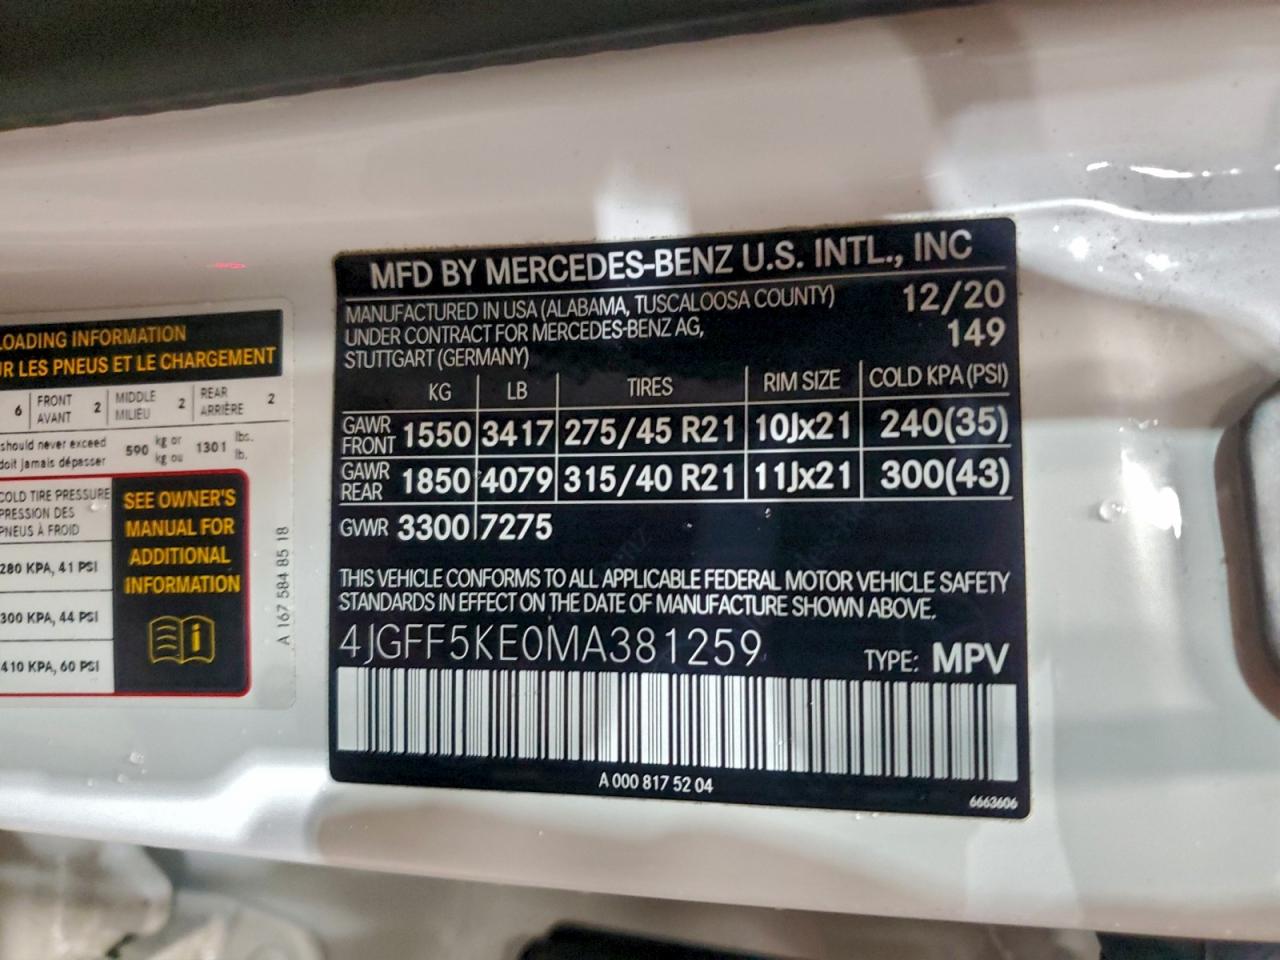 LOADING INFORMATION
R LES PNEUS ET LE CHARGEMENT
6 FRONT AVANT 2 MIDDLE MILIEU 2 REAR ARRIÈRE 2
should never exceed 590 kg or 1301 lbs.
doit jamais dépasser kg ou lb.
COLD TIRE PRESSURE
PRESSION DES
PNEUS À FROID
280 KPA, 41 PSI
300 KPA, 44 PSI
410 KPA, 60 PSI
SEE OWNER'S
MANUAL FOR
ADDITIONAL
INFORMATION
A 167 584 85 18
MFD BY MERCEDES-BENZ U.S. INTL., INC
MANUFACTURED IN USA (ALABAMA, TUSCALOOSA COUNTY) 12/20
UNDER CONTRACT FOR MERCEDES-BENZ AG, 149
STUTTGART (GERMANY)
KG LB TIRES RIM SIZE COLD KPA (PSI)
GAWR FRONT 1550 3417 275/45 R21 10Jx21 240(35)
GAWR REAR 1850 4079 315/40 R21 11Jx21 300(43)
GVWR 3300 7275
THIS VEHICLE CONFORMS TO ALL APPLICABLE FEDERAL MOTOR VEHICLE SAFETY
STANDARDS IN EFFECT ON THE DATE OF MANUFACTURE SHOWN ABOVE.
4JGFF5KE0MA381259 TYPE: MPV
A 000 817 52 04
6663606